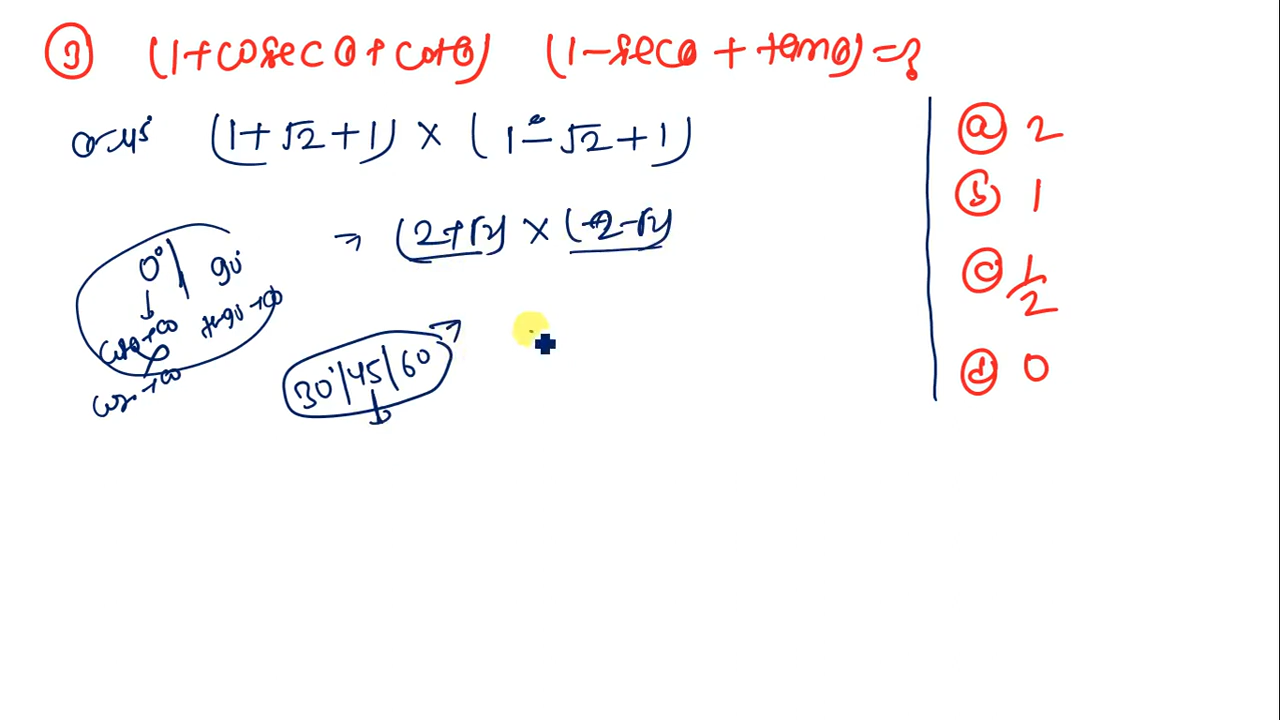 ③ (1+cosecθ+cotθ) (1-secθ + tanθ) =?
θ=45° (1+√2+1) × (1-√2+1)
ⓐ 2
ⓑ 1
→ (2+√2) × (2-√2)
0° | 90°
ⓒ 1/2
30°|45|60
ⓓ 0